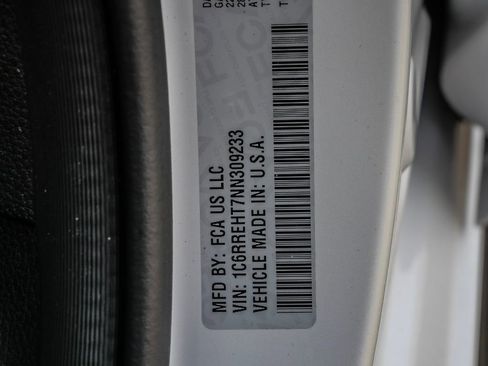 MFD BY: FCA US LLC
VIN: 1C6RREHT7NN309233
VEHICLE MADE IN: U.S.A.